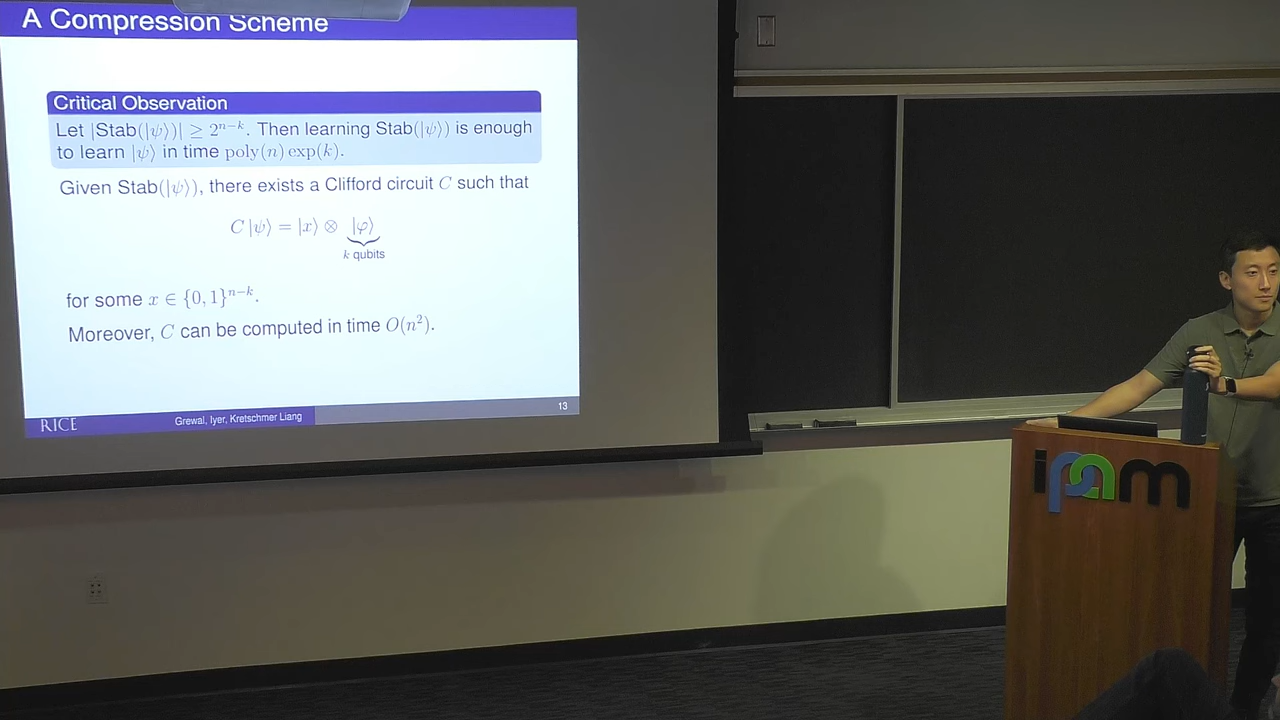 A Compression Scheme
Critical Observation
Let |Stab(|ψ⟩)| ≥ 2^{n−k}. Then learning Stab(|ψ⟩) is enough
to learn |ψ⟩ in time poly(n) exp(k).
Given Stab(|ψ⟩), there exists a Clifford circuit C such that
C |ψ⟩ = |x⟩ ⊗ |φ⟩
k qubits
for some x ∈ {0, 1}^{n−k}.
Moreover, C can be computed in time O(n²).
RICE
Grewal, Iyer, Kretschmer Liang
13
ipam